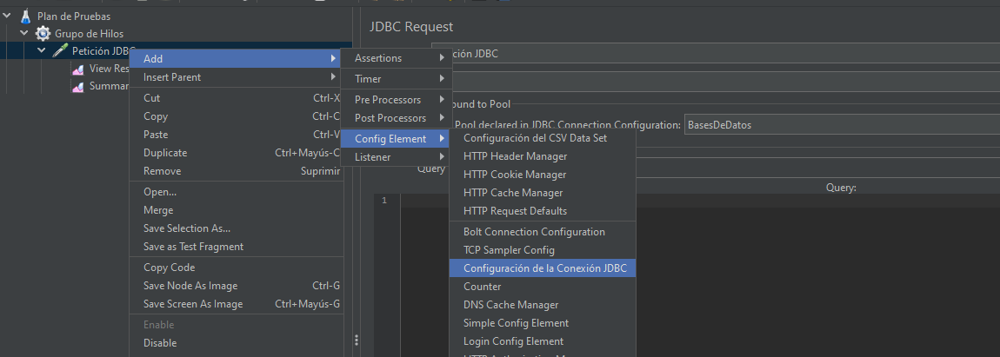 Plan de Pruebas
Grupo de Hilos
Petición JDBC
View Res
Summar
Add
Insert Parent
Cut Ctrl-X
Copy Ctrl-C
Paste Ctrl-V
Duplicate Ctrl+Mayús-C
Remove Suprimir
Open...
Merge
Save Selection As...
Save as Test Fragment
Copy Code
Save Node As Image Ctrl-G
Save Screen As Image Ctrl+Mayús-G
Enable
Disable
Assertions
Timer
Pre Processors
Post Processors
Config Element
Listener
Configuración del CSV Data Set
HTTP Header Manager
HTTP Cookie Manager
HTTP Cache Manager
HTTP Request Defaults
Bolt Connection Configuration
TCP Sampler Config
Configuración de la Conexión JDBC
Counter
DNS Cache Manager
Simple Config Element
Login Config Element
JDBC Request
ición JDBC
ound to Pool
Pool declared in JDBC Connection Configuration: BasesDeDatos
Query
Query:
1